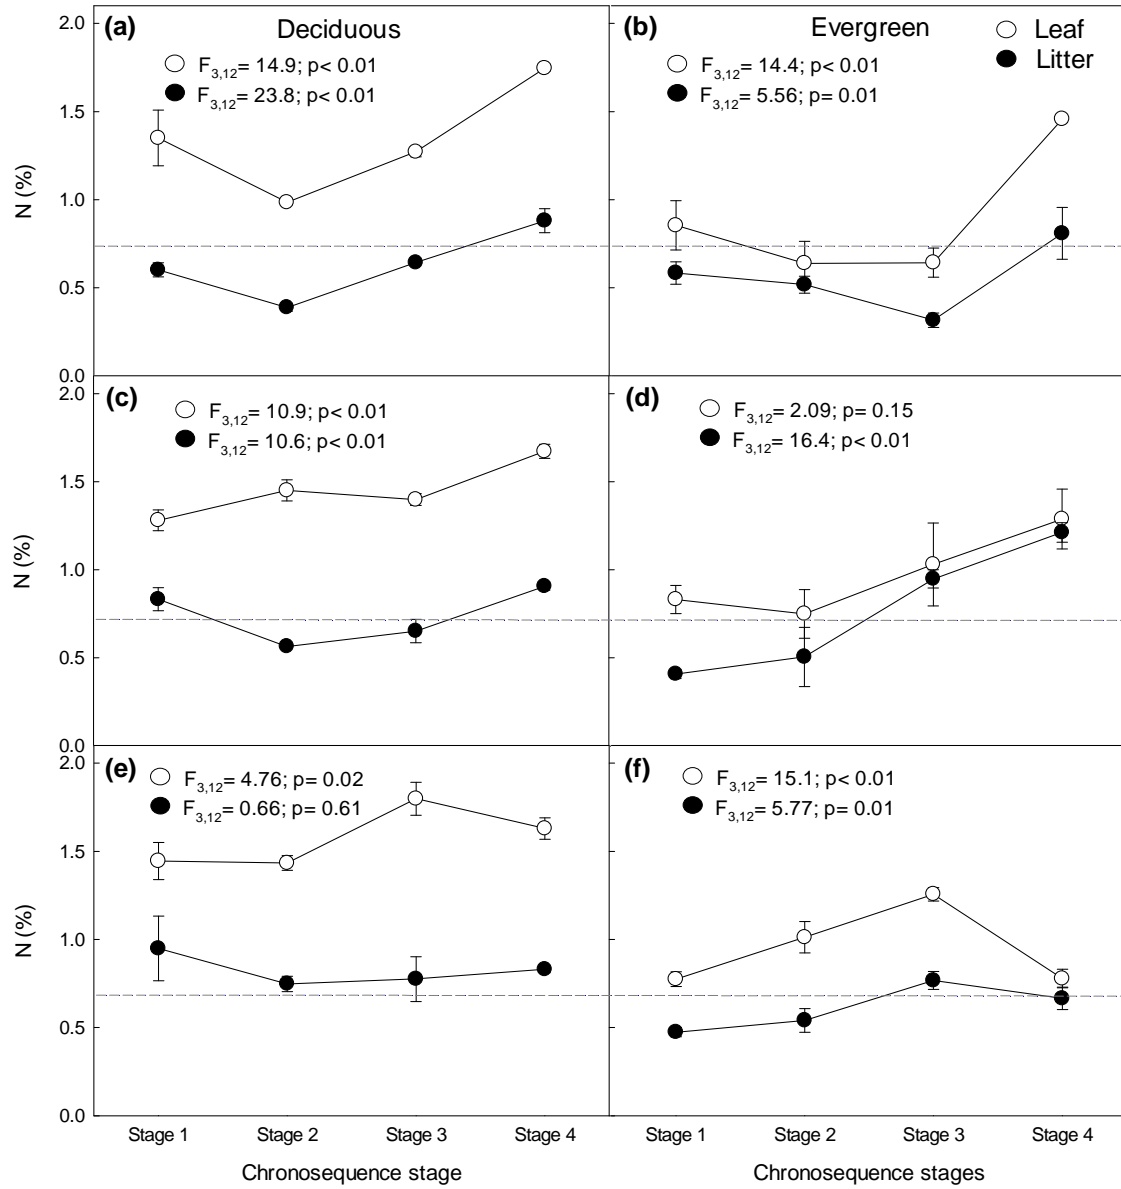 (a) Deciduous
F3,12= 14.9; p< 0.01
F3,12= 23.8; p< 0.01
(b) Evergreen
Leaf
Litter
F3,12= 14.4; p< 0.01
F3,12= 5.56; p= 0.01
2.0
1.5
1.0
0.5
0.0
N (%)
(c)
F3,12= 10.9; p< 0.01
F3,12= 10.6; p< 0.01
(d)
F3,12= 2.09; p= 0.15
F3,12= 16.4; p< 0.01
2.0
1.5
1.0
0.5
0.0
N (%)
(e)
F3,12= 4.76; p= 0.02
F3,12= 0.66; p= 0.61
(f)
F3,12= 15.1; p< 0.01
F3,12= 5.77; p= 0.01
2.0
1.5
1.0
0.5
0.0
N (%)
Stage 1 Stage 2 Stage 3 Stage 4
Stage 1 Stage 2 Stage 3 Stage 4
Chronosequence stage
Chronosequence stages